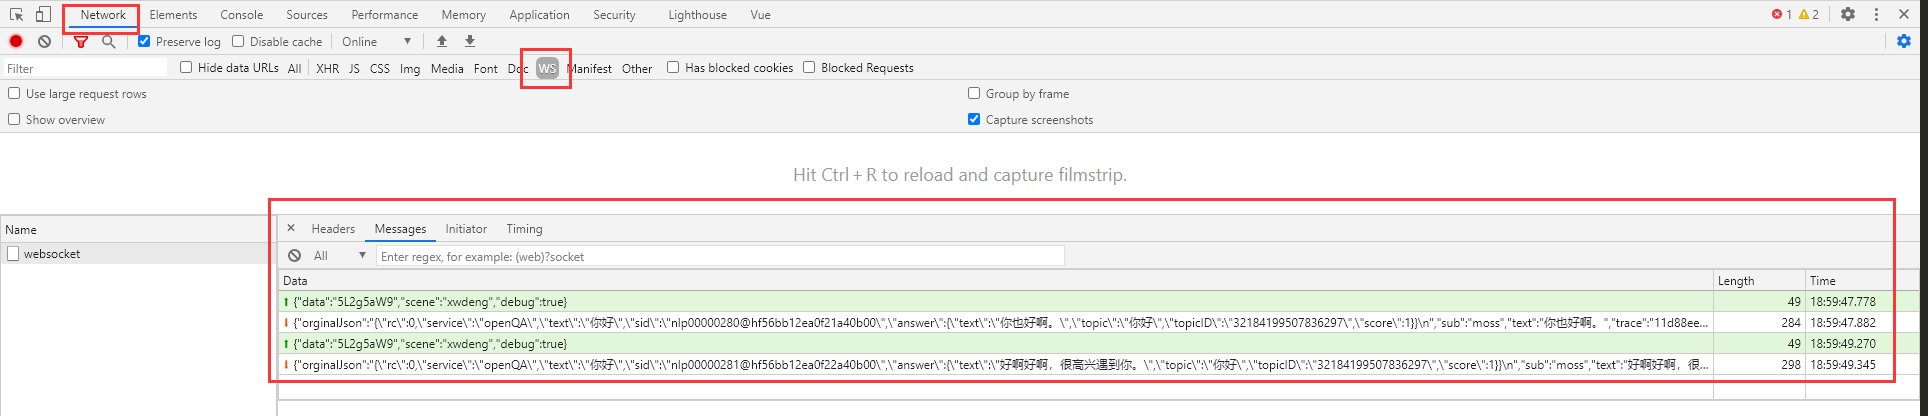 Network Elements Console Sources Performance Memory Application Security Lighthouse Vue 1 2
Preserve log Disable cache Online
Filter Hide data URLs All XHR JS CSS Img Media Font Doc WS Manifest Other Has blocked cookies Blocked Requests
Use large request rows Group by frame
Show overview Capture screenshots
Hit Ctrl + R to reload and capture filmstrip.
Name × Headers Messages Initiator Timing
websocket All Enter regex, for example: (web)?socket
Data Length Time
{"data":"5L2g5aW9","scene":"xwdeng","debug":true} 49 18:59:47.778
{"orginalJson":"{\"rc\":0,\"service\":\"openQA\",\"text\":\"你好\",\"sid\":\"nlp00000280@hf56bb12ea0f21a40b00\",\"answer\":{\"text\":\"你也好啊。\",\"topic\":\"你好\",\"topicID\":\"32184199507836297\",\"score\":1}}\n","sub":"moss","text":"你也好啊。","trace":"11d88ee... 284 18:59:47.882
{"data":"5L2g5aW9","scene":"xwdeng","debug":true} 49 18:59:49.270
{"orginalJson":"{\"rc\":0,\"service\":\"openQA\",\"text\":\"你好\",\"sid\":\"nlp00000281@hf56bb12ea0f22a40b00\",\"answer\":{\"text\":\"好啊好啊，很高兴遇到你。\",\"topic\":\"你好\",\"topicID\":\"32184199507836297\",\"score\":1}}\n","sub":"moss","text":"好啊好啊，很... 298 18:59:49.345